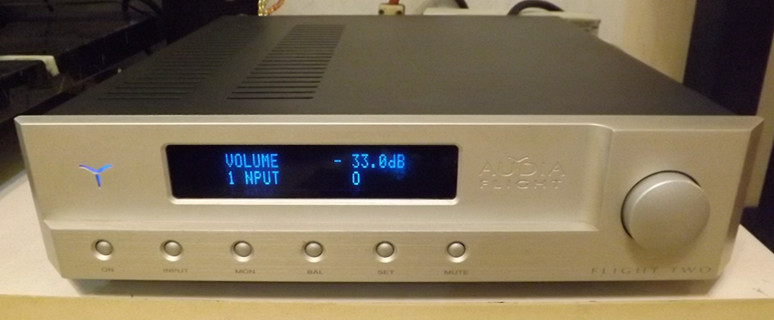 VOLUME - 33.0dB
1 NPUT 0
AUDIA
FLIGHT
ON INPUT MON BAL SET MUTE
FLIGHT TWO